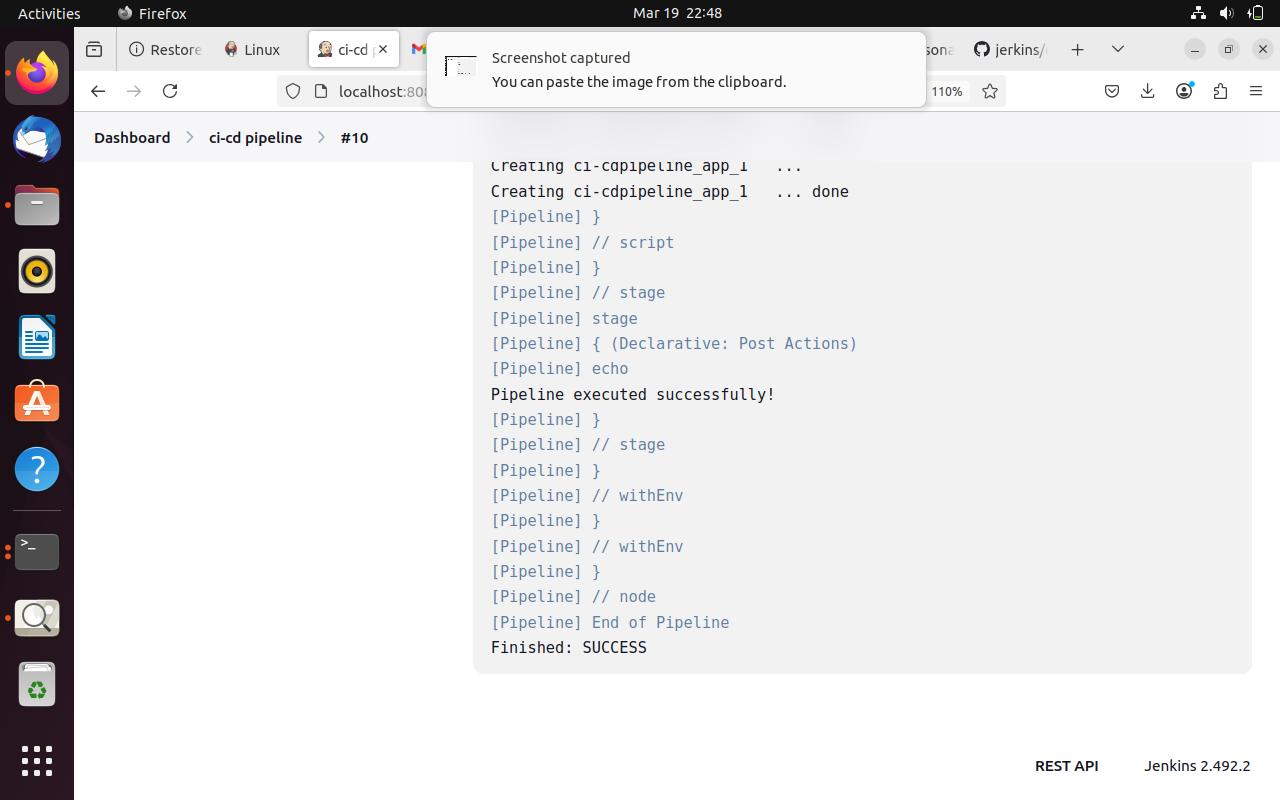 Activities
Firefox
Mar 19 22:48
Restore
Linux
ci-cd
sona
jerkins/
Screenshot captured
You can paste the image from the clipboard.
localhost:808
110%
Dashboard
ci-cd pipeline
#10
Creating ci-cdpipeline_app_1 ...
Creating ci-cdpipeline_app_1 ... done
[Pipeline] }
[Pipeline] // script
[Pipeline] }
[Pipeline] // stage
[Pipeline] stage
[Pipeline] { (Declarative: Post Actions)
[Pipeline] echo
Pipeline executed successfully!
[Pipeline] }
[Pipeline] // stage
[Pipeline] }
[Pipeline] // withEnv
[Pipeline] }
[Pipeline] // withEnv
[Pipeline] }
[Pipeline] // node
[Pipeline] End of Pipeline
Finished: SUCCESS
REST API
Jenkins 2.492.2